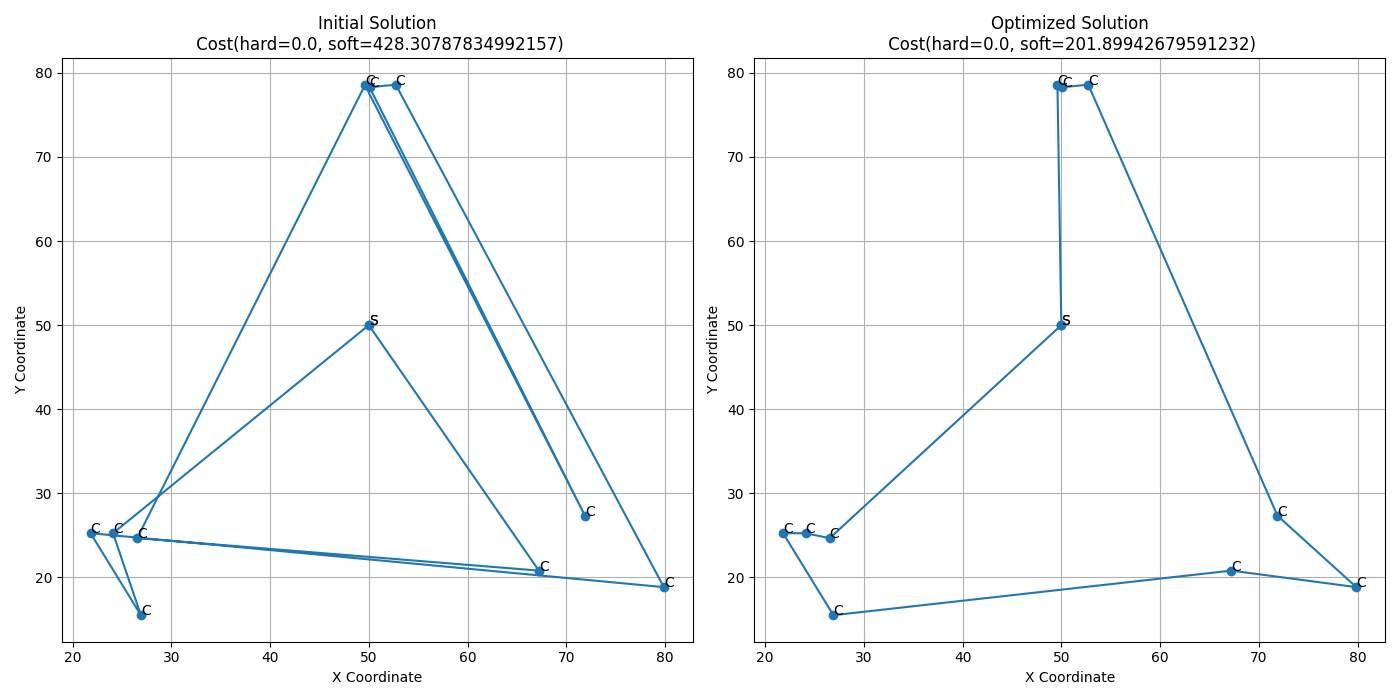 Initial Solution
Cost(hard=0.0, soft=428.30787834992157)
80
70
60
50
40
30
20
Y Coordinate
C
C
C
S
C
C
C
C
C
C
C
20
30
40
50
60
70
80
X Coordinate
Optimized Solution
Cost(hard=0.0, soft=201.89942679591232)
80
70
60
50
40
30
20
Y Coordinate
C
C
C
S
C
C
C
C
C
C
C
20
30
40
50
60
70
80
X Coordinate